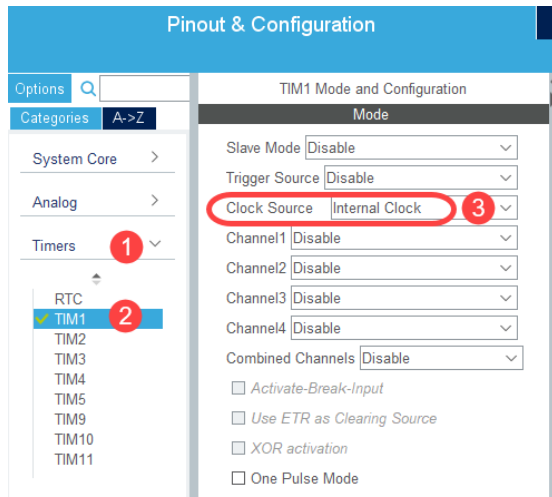 Pinout & Configuration
Options
Categories A->Z
System Core
Analog
Timers 1
RTC
TIM1 2
TIM2
TIM3
TIM4
TIM5
TIM9
TIM10
TIM11
TIM1 Mode and Configuration
Mode
Slave Mode Disable
Trigger Source Disable
Clock Source Internal Clock 3
Channel1 Disable
Channel2 Disable
Channel3 Disable
Channel4 Disable
Combined Channels Disable
Activate-Break-Input
Use ETR as Clearing Source
XOR activation
One Pulse Mode